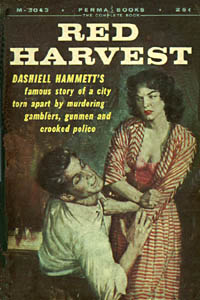 M-3043 PERMA BOOKS 25¢
THE COMPLETE BOOK
RED
HARVEST
DASHIELL HAMMETT'S
famous story of a city
torn apart by murdering
gamblers, gunmen and
crooked police